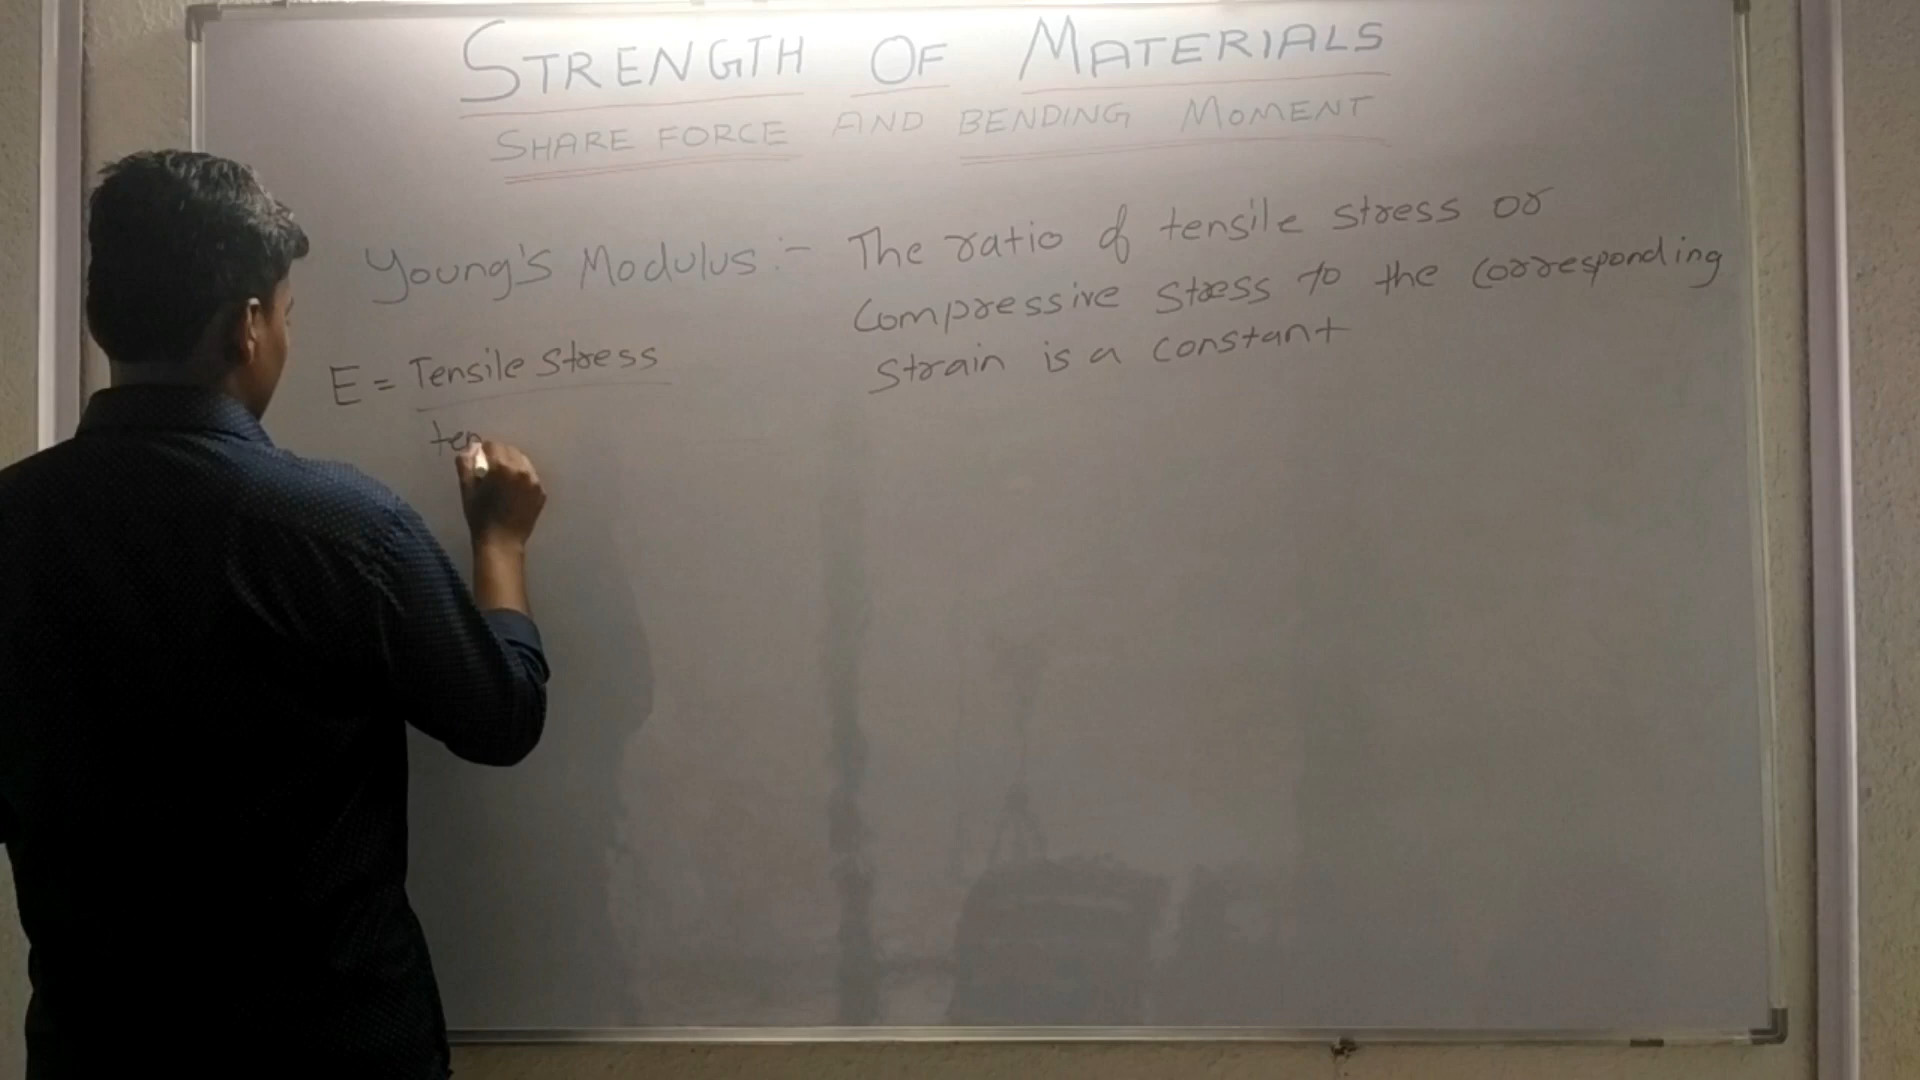 STRENGTH OF MATERIALS
SHARE FORCE AND BENDING MOMENT
Young's Modulus :- The ratio of tensile stress or
compressive stress to the corresponding
strain is a constant
E = Tensile stress
ten